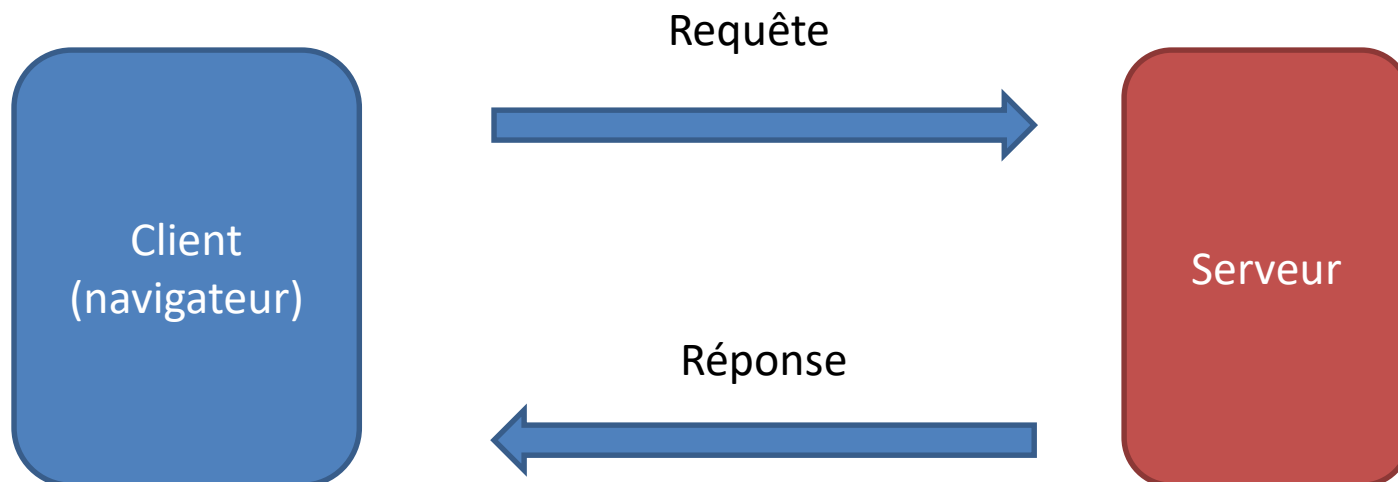 Requête
Client
(navigateur)
Serveur
Réponse